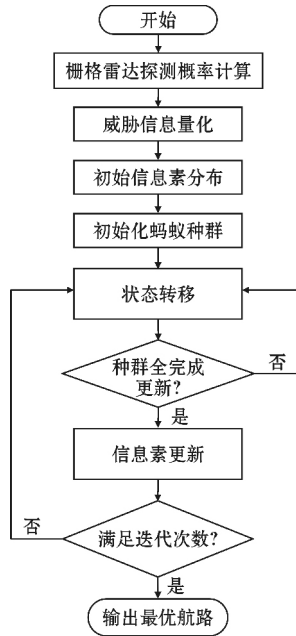 开始
栅格雷达探测概率计算
威胁信息量化
初始信息素分布
初始化蚂蚁种群
状态转移
种群全完成
更新?
否
是
信息素更新
否
满足迭代次数?
是
输出最优航路